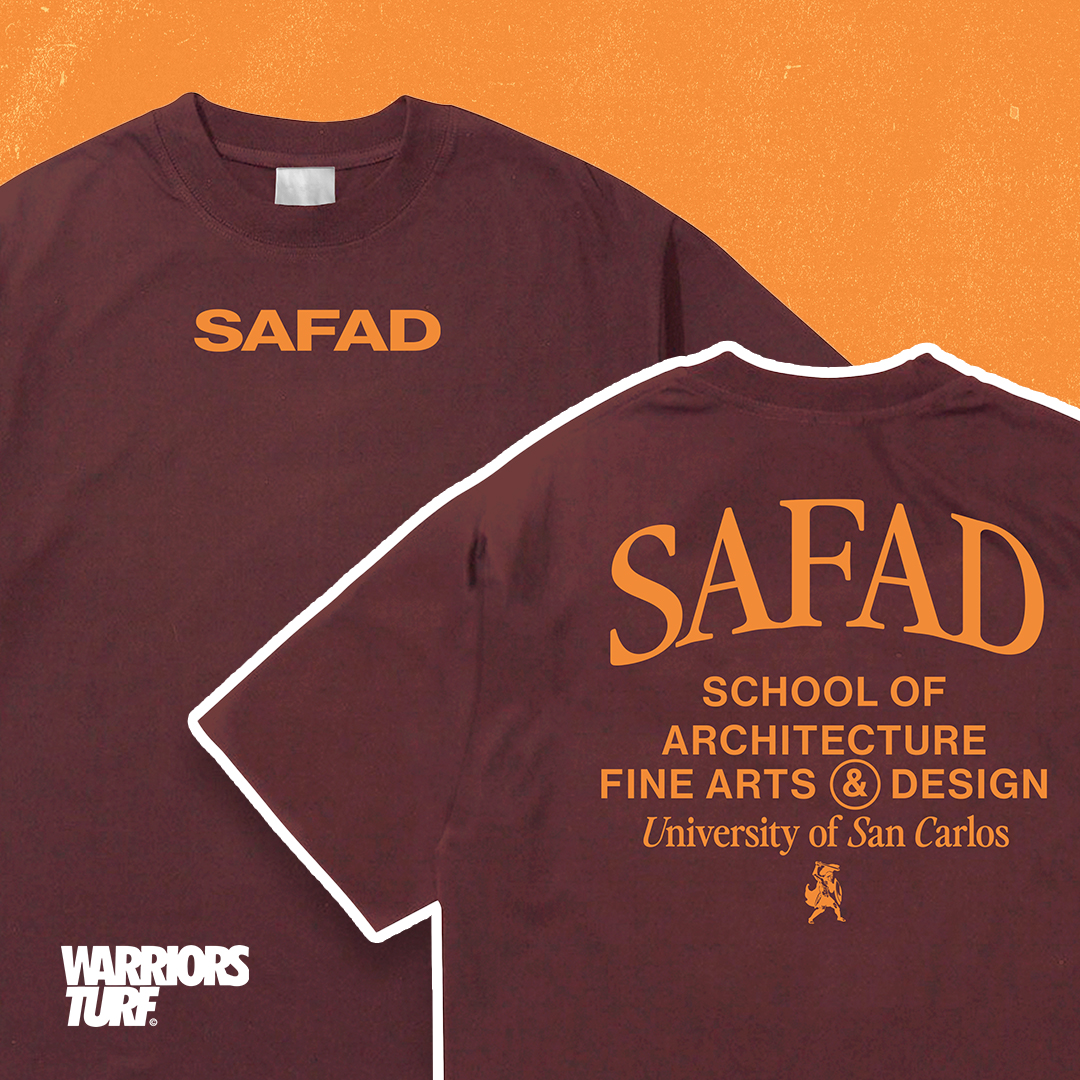 SAFAD
SAFAD
SCHOOL OF
ARCHITECTURE
FINE ARTS & DESIGN
University of San Carlos
WARRIORS
TURF©